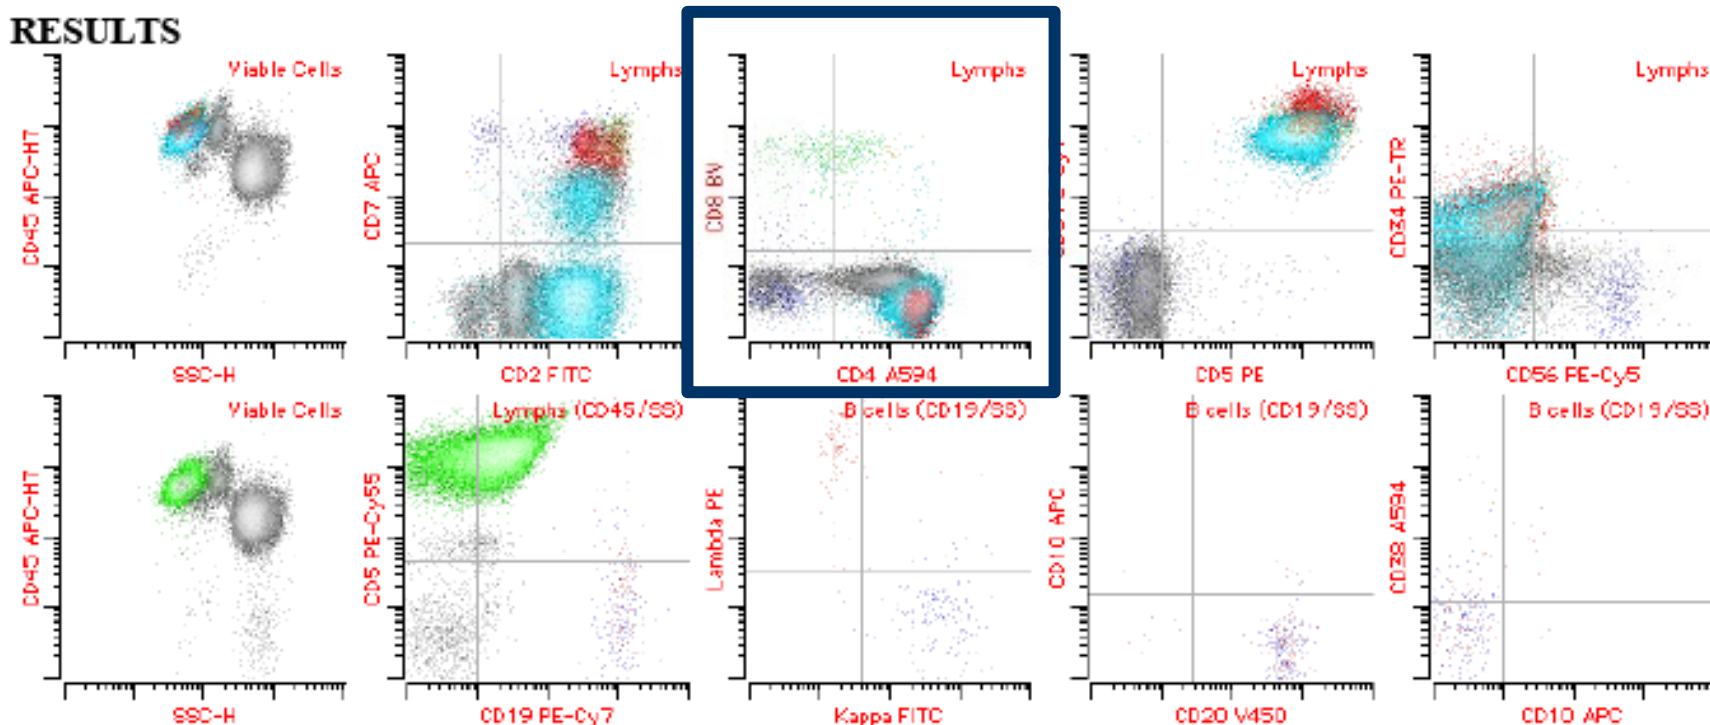 RESULTS
Viable Cells
CD45 APC-H7
SSC-H
Lymphs
CD7 APC
CD2 FITC
Lymphs
CD8 BV
CD4 A594
Lymphs
CD5 PE
Lymphs
CD34 PE-TR
CD56 PE-Cy5
Viable Cells
CD45 APC-H7
SSC-H
Lymphs (CD45/SS)
CD5 PE-Cy55
CD19 PE-Cy7
B cells (CD19/SS)
Lambda PE
Kappa FITC
B cells (CD19/SS)
CD10 APC
CD20 V450
B cells (CD19/SS)
CD38 A594
CD10 APC